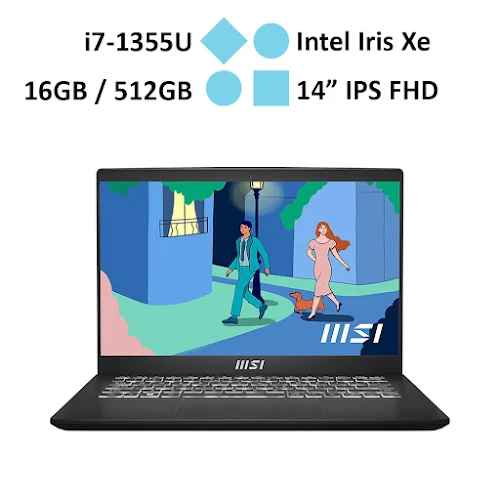 i7-1355U
Intel Iris Xe
16GB / 512GB
14” IPS FHD
msi
msi